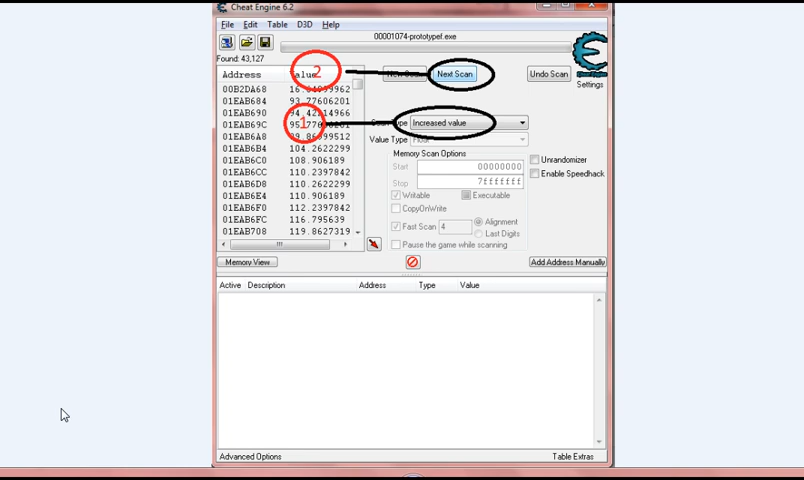 Cheat Engine 6.2
File Edit Table D3D Help
00001074-prototypef.exe
Found: 43,127
Address Value
2
New Scan Next Scan Undo Scan
Settings
00B2DA68
01EAB684 93.77606201
01EAB690
01EAB69C
1
Scan Type Increased value
01EAB6A8
Value Type Float
01EAB6B4 104.2622299
Memory Scan Options
01EAB6C0 108.906189
Start 00000000
Unrandomizer
01EAB6CC 110.2397842
Stop 7fffffff
Enable Speedhack
01EAB6D8 110.2622299
01EAB6E4 110.906189
Writable Executable
01EAB6F0 112.2397842
CopyOnWrite
01EAB6FC 116.795639
Fast Scan 4 Alignment
Last Digits
01EAB708 119.8627319
Pause the game while scanning
Memory View
Add Address Manually
Active Description Address Type Value
Advanced Options
Table Extras